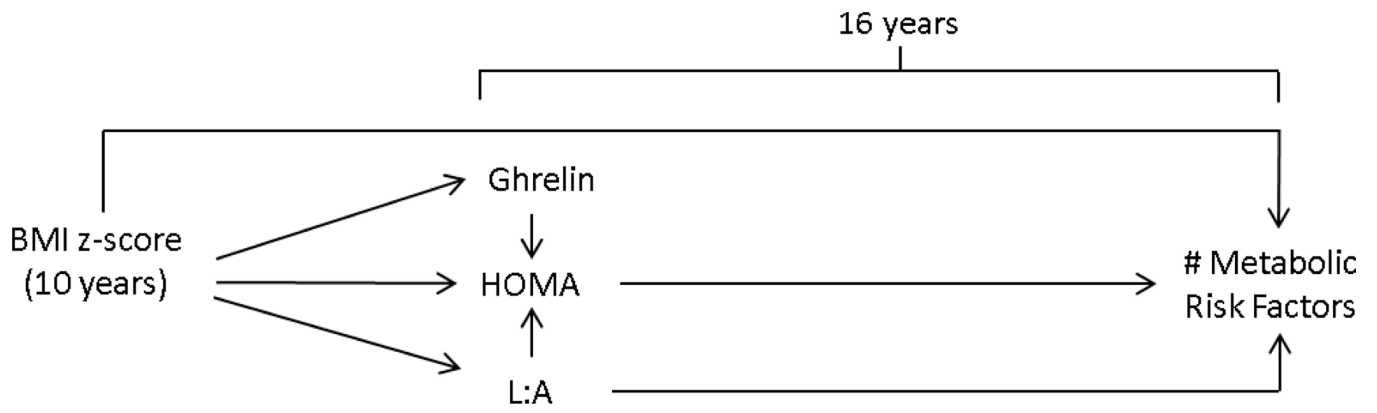 16 years
Ghrelin
BMI z-score
(10 years)
HOMA
# Metabolic
Risk Factors
L:A